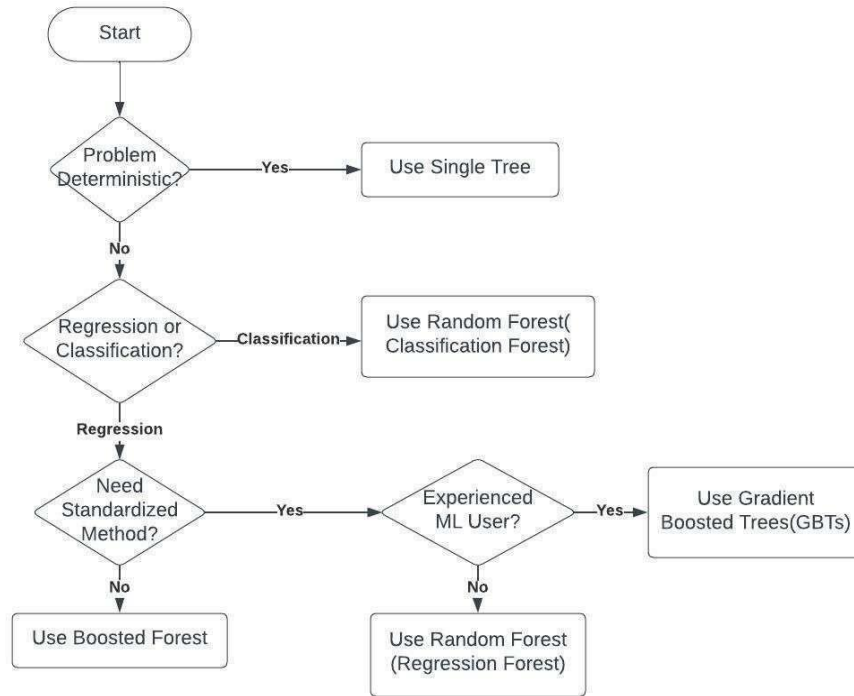 Start
Problem
Deterministic?
Yes
Use Single Tree
No
Regression or
Classification?
Classification
Use Random Forest(
Classification Forest)
Regression
Need
Standardized
Method?
Yes
Experienced
ML User?
Yes
Use Gradient
Boosted Trees(GBTs)
No
Use Boosted Forest
No
Use Random Forest
(Regression Forest)